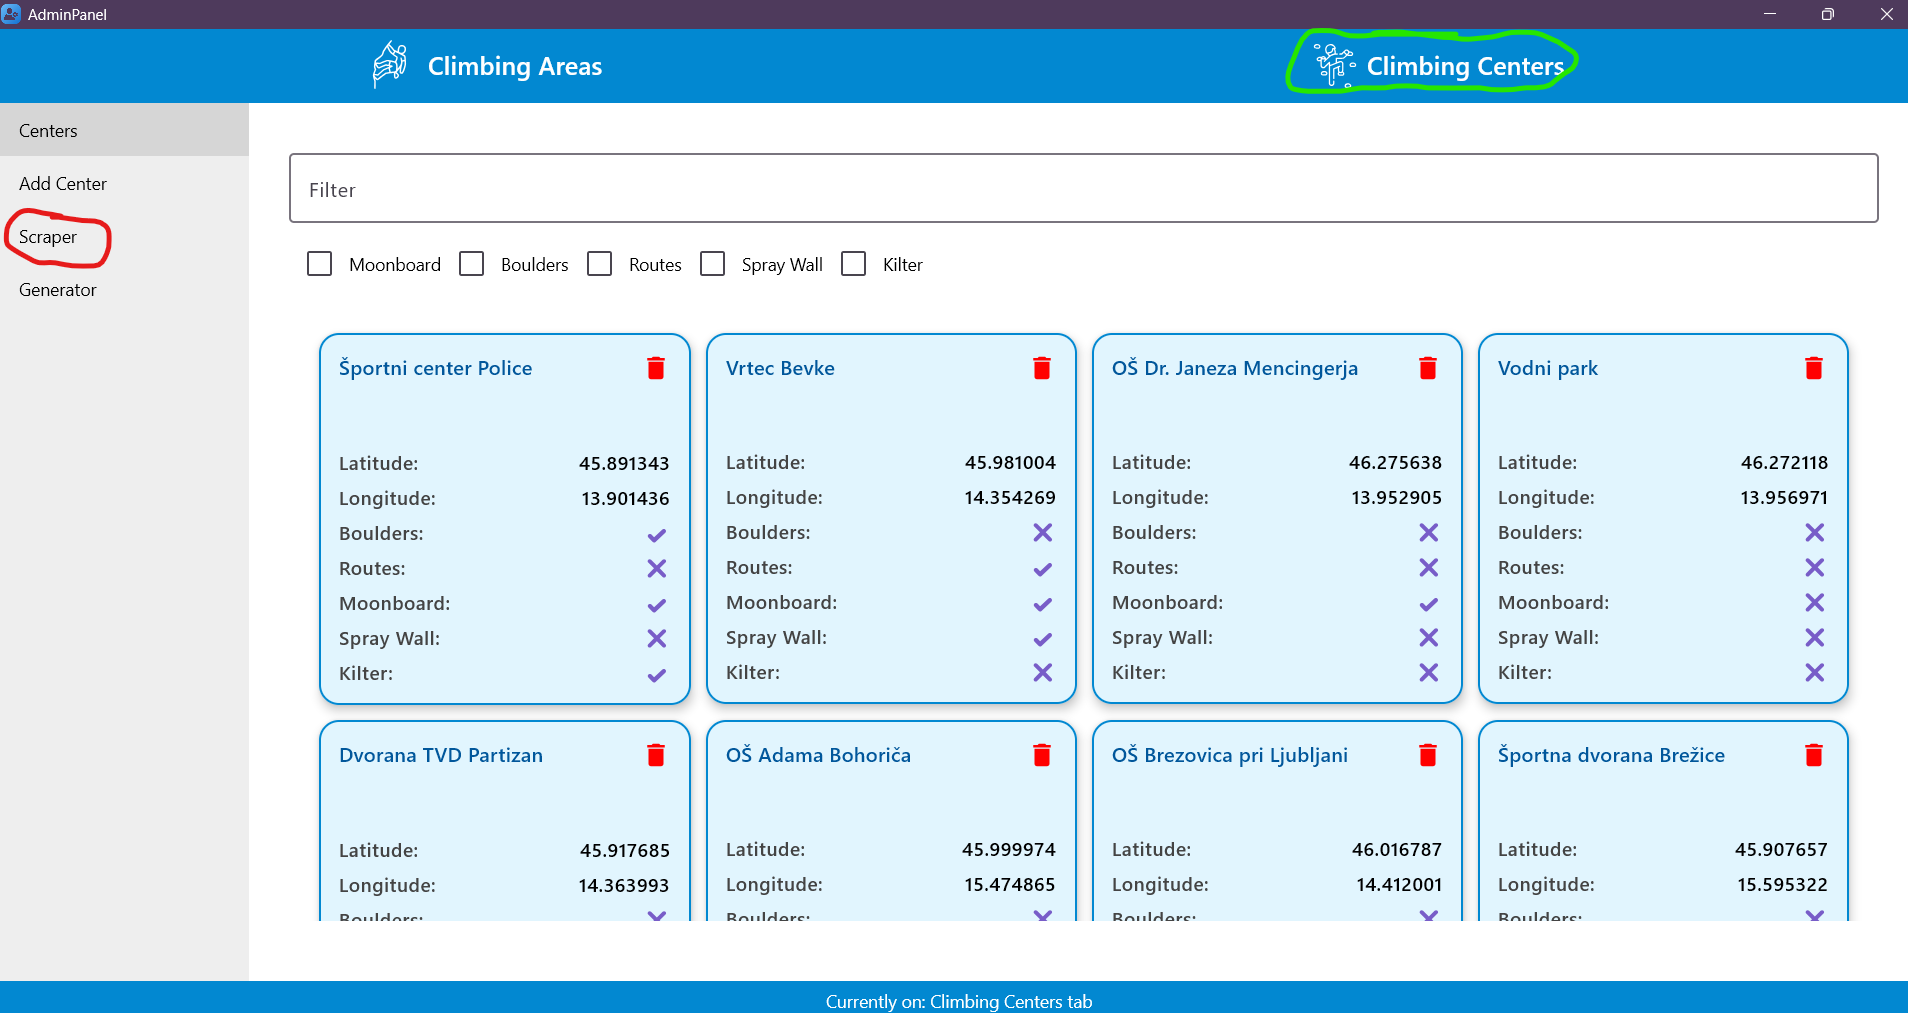 AdminPanel
Climbing Areas
Climbing Centers
Centers
Add Center
Scraper
Generator
Filter
Moonboard Boulders Routes Spray Wall Kilter
Športni center Police
Latitude: 45.891343
Longitude: 13.901436
Boulders:
Routes:
Moonboard:
Spray Wall:
Kilter:
Vrtec Bevke
Latitude: 45.981004
Longitude: 14.354269
Boulders:
Routes:
Moonboard:
Spray Wall:
Kilter:
OŠ Dr. Janeza Mencingerja
Latitude: 46.275638
Longitude: 13.952905
Boulders:
Routes:
Moonboard:
Spray Wall:
Kilter:
Vodni park
Latitude: 46.272118
Longitude: 13.956971
Boulders:
Routes:
Moonboard:
Spray Wall:
Kilter:
Dvorana TVD Partizan
Latitude: 45.917685
Longitude: 14.363993
Boulders:
OŠ Adama Bohoriča
Latitude: 45.999974
Longitude: 15.474865
Boulders:
OŠ Brezovica pri Ljubljani
Latitude: 46.016787
Longitude: 14.412001
Boulders:
Športna dvorana Brežice
Latitude: 45.907657
Longitude: 15.595322
Boulders:
Currently on: Climbing Centers tab